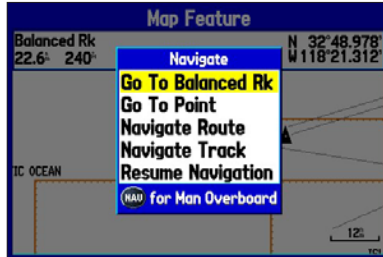 Map Feature
Balanced Rk
22.6 240°
N 32°48.978'
W118°21.312'
Navigate
Go To Balanced Rk
Go To Point
Navigate Route
Navigate Track
Resume Navigation
NAV for Man Overboard
IC OCEAN
12